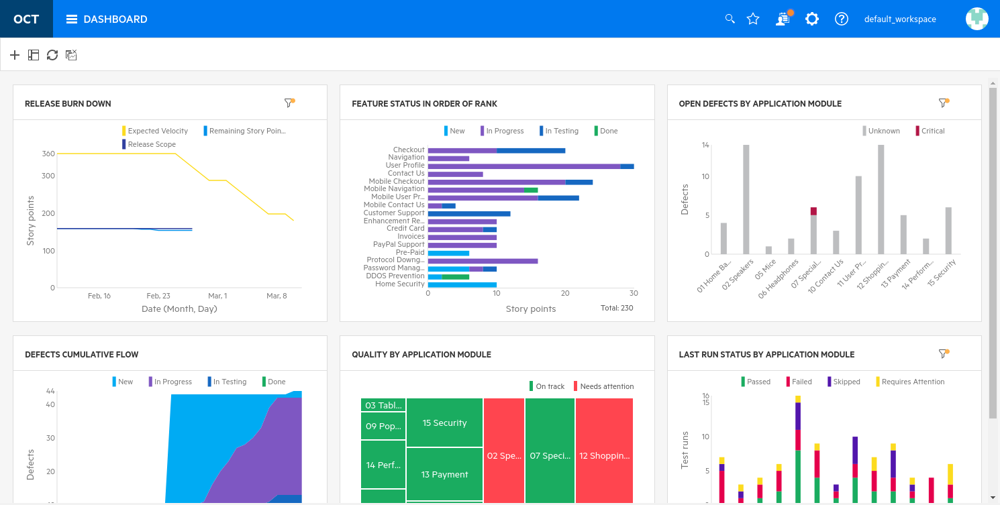 OCT
DASHBOARD
default_workspace
RELEASE BURN DOWN
Expected Velocity
Remaining Story Poin...
Release Scope
360
300
200
100
0
Story points
Feb, 16
Feb, 23
Mar, 1
Mar, 8
Date (Month, Day)
FEATURE STATUS IN ORDER OF RANK
New
In Progress
In Testing
Done
Checkout
Navigation
User Profile
Contact Us
Mobile Checkout
Mobile Navigation
Mobile User Pr...
Mobile Contact Us
Customer Support
Enhancement Re...
Credit Card
Invoices
PayPal Support
Pre-Paid
Protocol Downg...
Password Manag...
DDOS Prevention
Home Security
0
10
20
30
Story points
Total: 230
OPEN DEFECTS BY APPLICATION MODULE
Unknown
Critical
14
10
5
0
Defects
01 Home Ba...
02 Speakers
05 Mice
06 Headphones
07 Special...
10 Contact Us
11 User Pr...
12 Shoppin...
13 Payment
14 Perform...
15 Security
DEFECTS CUMULATIVE FLOW
New
In Progress
In Testing
Done
44
40
30
20
Defects
QUALITY BY APPLICATION MODULE
On track
Needs attention
03 Tabl...
09 Pop...
14 Perf...
15 Security
13 Payment
02 Spe...
07 Speci...
12 Shoppin...
LAST RUN STATUS BY APPLICATION MODULE
Passed
Failed
Skipped
Requires Attention
16
15
10
5
Test runs